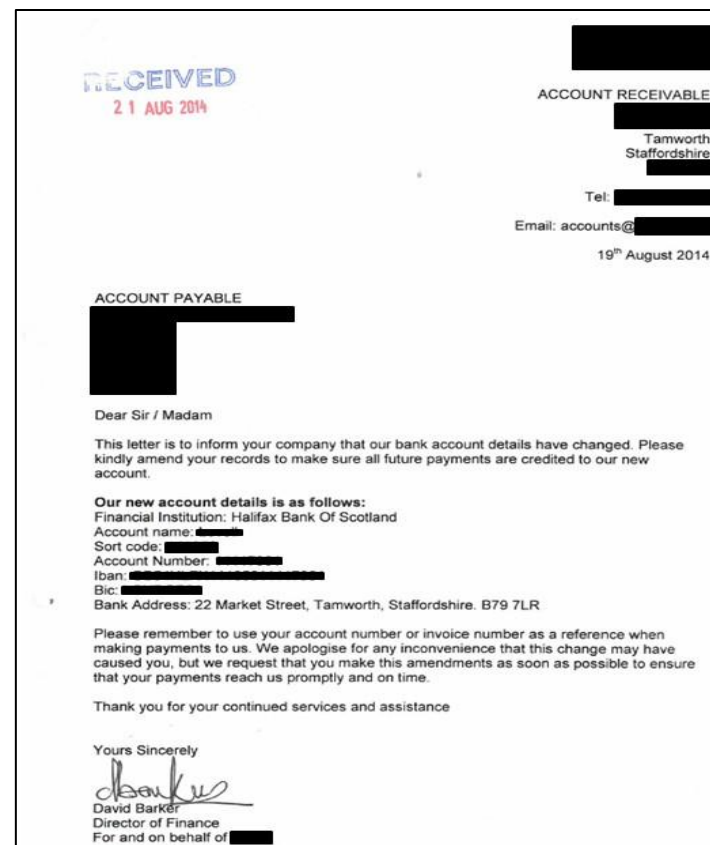 RECEIVED
21 AUG 2014
ACCOUNT RECEIVABLE
Tamworth
Staffordshire
Tel:
Email: accounts@
19th August 2014
ACCOUNT PAYABLE
Dear Sir / Madam
This letter is to inform your company that our bank account details have changed. Please
kindly amend your records to make sure all future payments are credited to our new
account.
Our new account details is as follows:
Financial Institution: Halifax Bank Of Scotland
Account name:
Sort code:
Account Number:
Iban:
Bic:
Bank Address: 22 Market Street, Tamworth, Staffordshire. B79 7LR
Please remember to use your account number or invoice number as a reference when
making payments to us. We apologise for any inconvenience that this change may have
caused you, but we request that you make this amendments as soon as possible to ensure
that your payments reach us promptly and on time.
Thank you for your continued services and assistance
Yours Sincerely
David Barker
Director of Finance
For and on behalf of